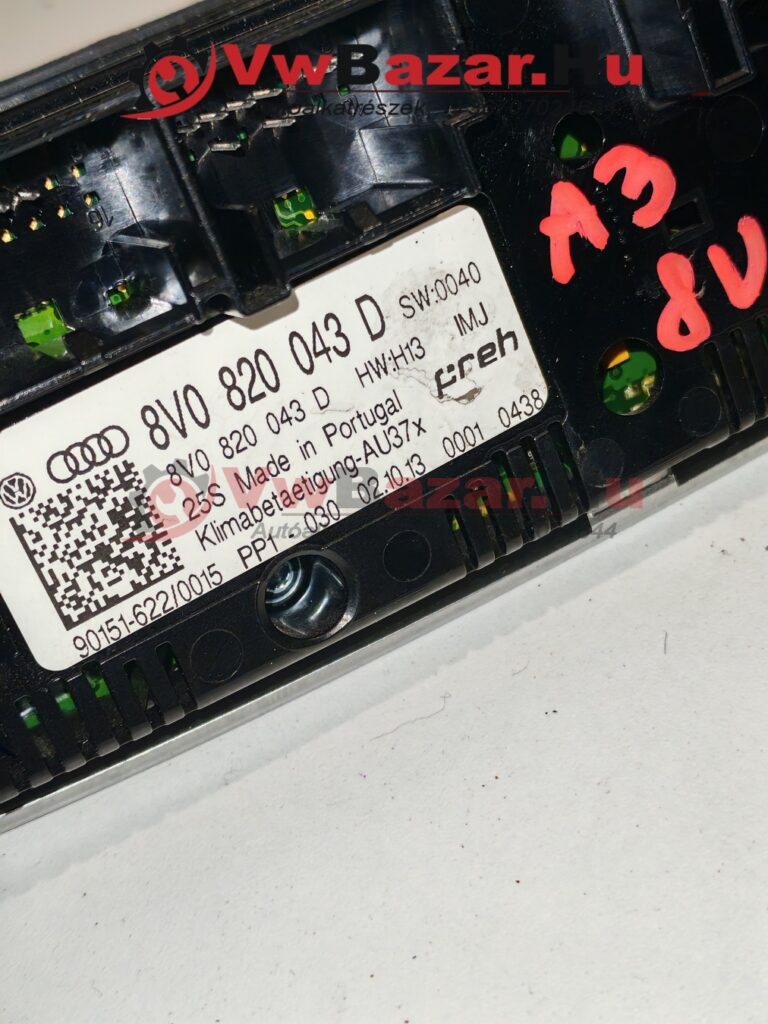 VwBazar.Hu
16
A3
8V
8V0 820 043 D SW:0040
8V0 820 043 D HW:H13 IMJ
25S Made in Portugal preh
Klimabetaetigung-AU37x
PP1 - 030 02.10.13 0001 0438
90151-622/0015
VwBazar.Hu